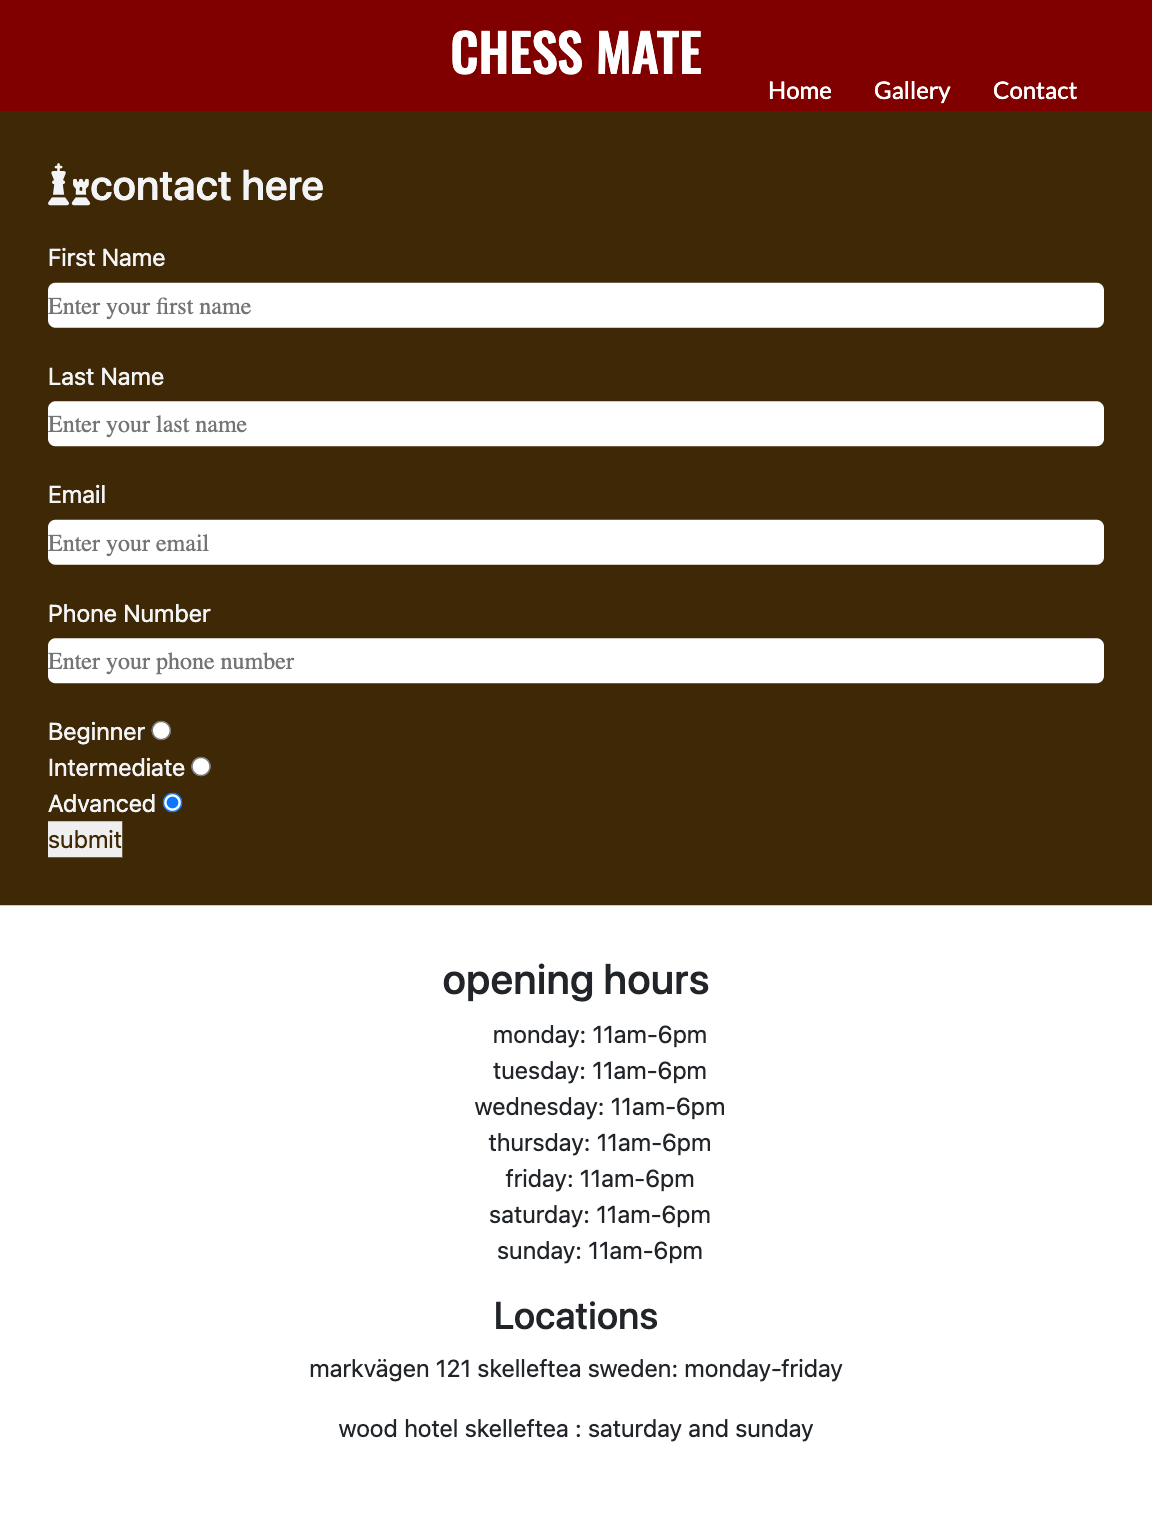 CHESS MATE
Home Gallery Contact
contact here
First Name
Enter your first name
Last Name
Enter your last name
Email
Enter your email
Phone Number
Enter your phone number
Beginner
Intermediate
Advanced
submit
opening hours
monday: 11am-6pm
tuesday: 11am-6pm
wednesday: 11am-6pm
thursday: 11am-6pm
friday: 11am-6pm
saturday: 11am-6pm
sunday: 11am-6pm
Locations
markvägen 121 skelleftea sweden: monday-friday
wood hotel skelleftea : saturday and sunday